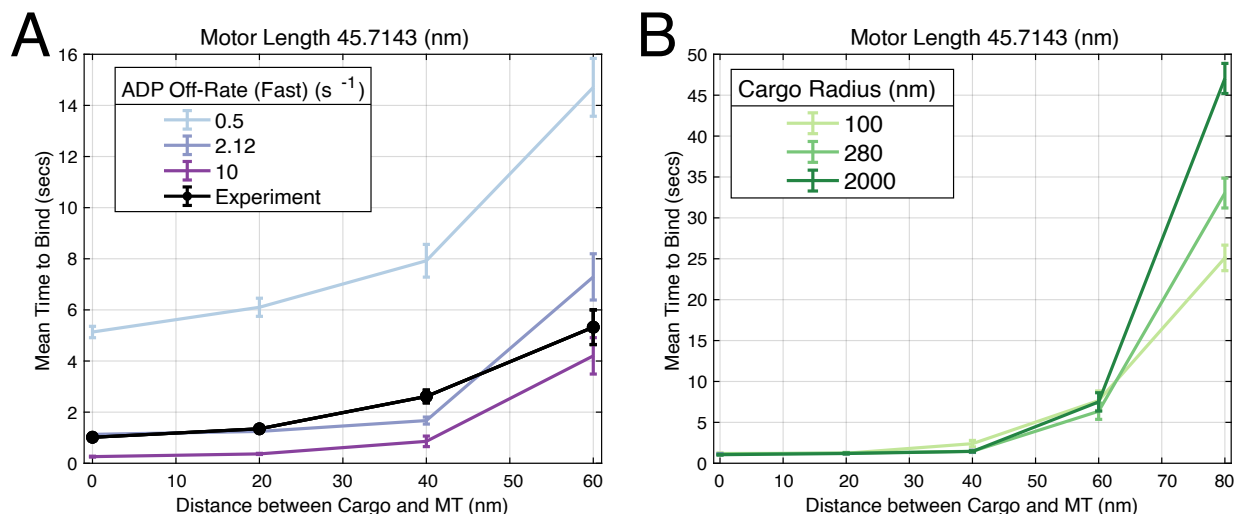 A
Motor Length 45.7143 (nm)
Mean Time to Bind (secs)
16
14
12
10
8
6
4
2
0
ADP Off-Rate (Fast) (s ⁻¹)
0.5
2.12
10
Experiment
0 10 20 30 40 50 60
Distance between Cargo and MT (nm)
B
Motor Length 45.7143 (nm)
Mean Time to Bind (secs)
50
45
40
35
30
25
20
15
10
5
0
Cargo Radius (nm)
100
280
2000
0 10 20 30 40 50 60 70 80
Distance between Cargo and MT (nm)